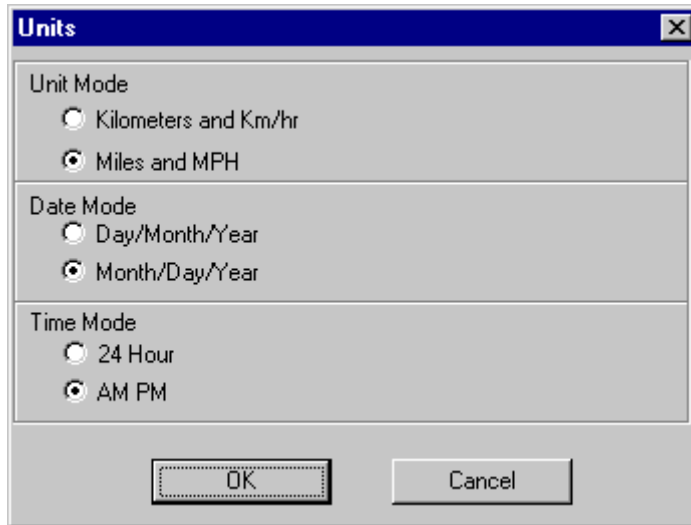 Units
Unit Mode
Kilometers and Km/hr
Miles and MPH
Date Mode
Day/Month/Year
Month/Day/Year
Time Mode
24 Hour
AM PM
OK Cancel